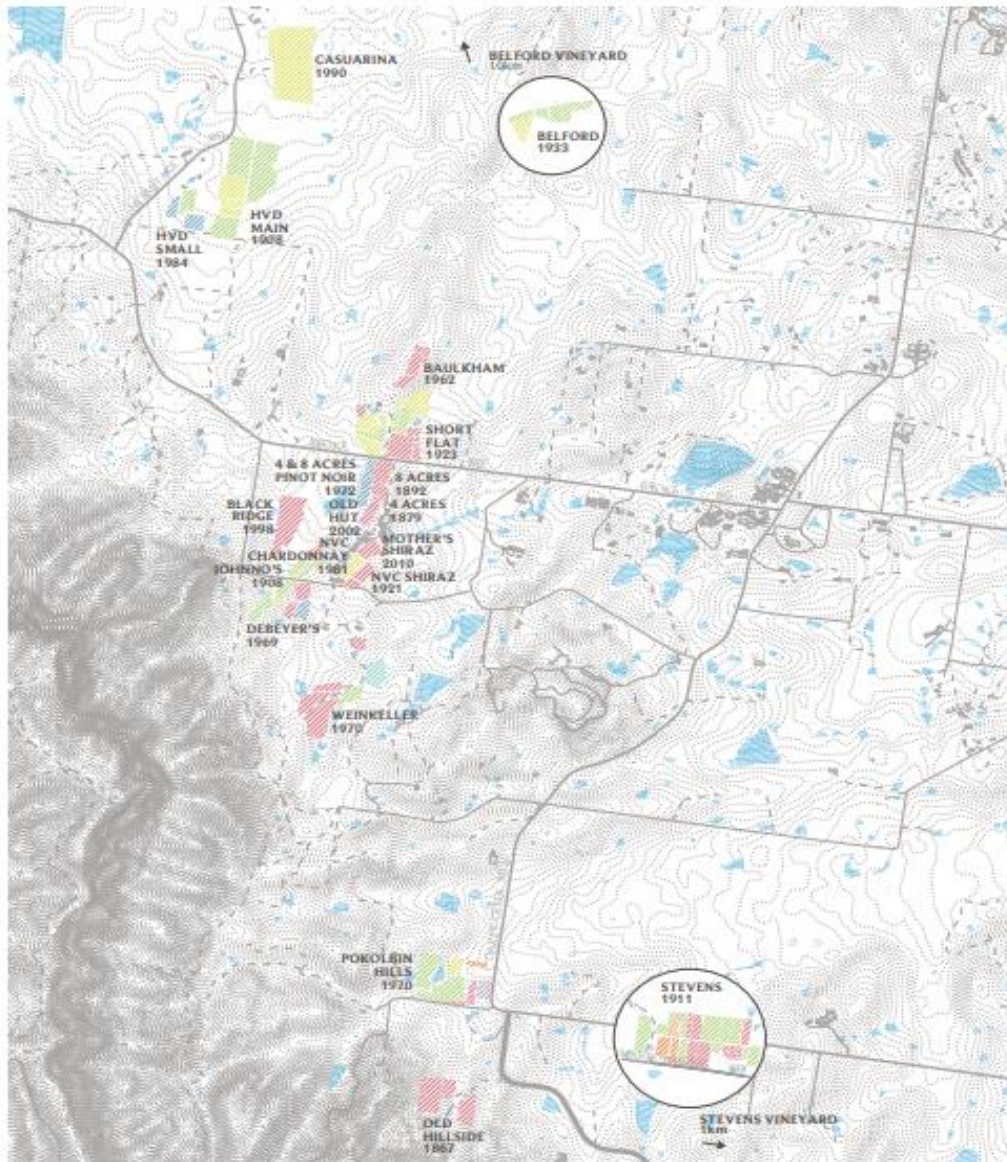 CASUARINA
1990
BELFORD VINEYARD
10km
BELFORD
1933
HVD
MAIN
1908
HVD
SMALL
1984
BAULKHAM
1962
SHORT
FLAT
1923
4 & 8 ACRES
PINOT NOIR
1972
8 ACRES
1892
BLACK
RIDGE
1998
OLD
HUT
2002
4 ACRES
1879
NVC
CHARDONNAY
1981
MOTHER'S
SHIRAZ
2010
JOHNNO'S
1908
NVC SHIRAZ
1921
DEBEYER'S
1969
WEINKELLER
1970
POKOLBIN
HILLS
1970
STEVENS
1911
OLD
HILLSIDE
1867
STEVENS VINEYARD
1km